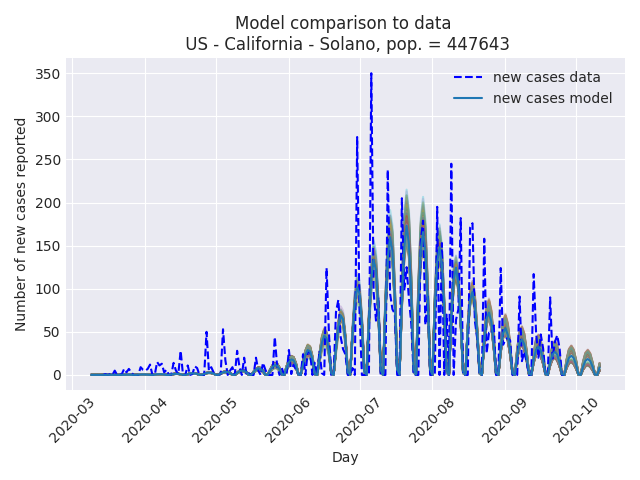 Model comparison to data
US - California - Solano, pop. = 447643
new cases data
new cases model
Number of new cases reported
350
300
250
200
150
100
50
0
2020-03
2020-04
2020-05
2020-06
2020-07
2020-08
2020-09
2020-10
Day